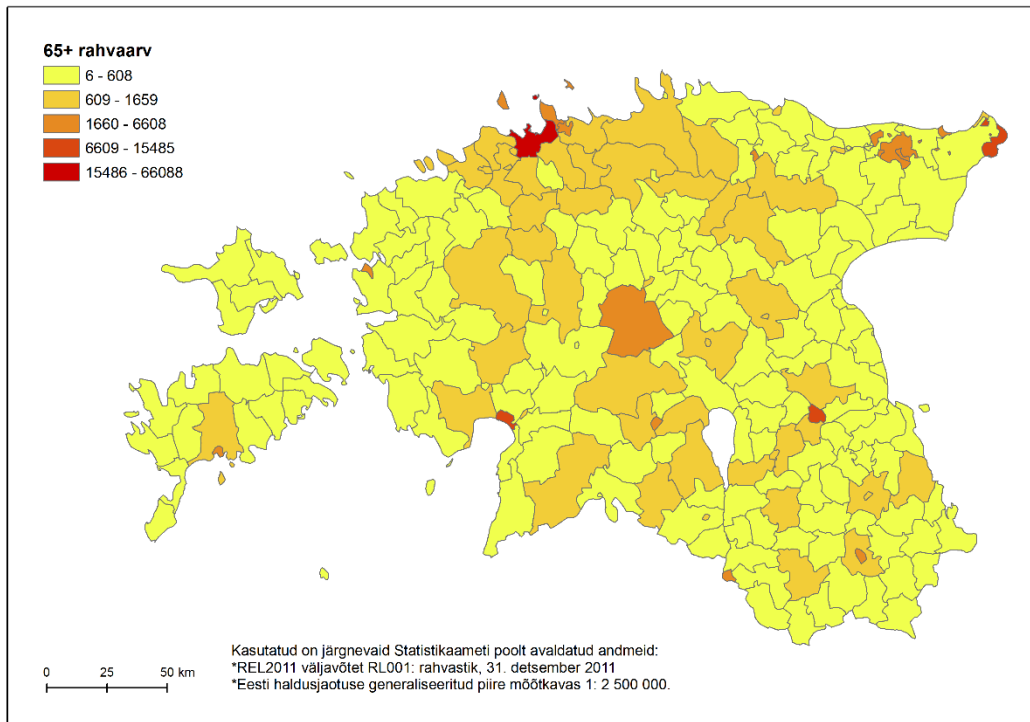 65+ rahvaarv
6 - 608
609 - 1659
1660 - 6608
6609 - 15485
15486 - 66088
Kasutatud on järgnevaid Statistikaameti poolt avaldatud andmeid:
*REL2011 väljavõtet RL001: rahvastik, 31. detsember 2011
*Eesti haldusjaotuse generaliseeritud piire mõõtkavas 1: 2 500 000.
0 25 50 km